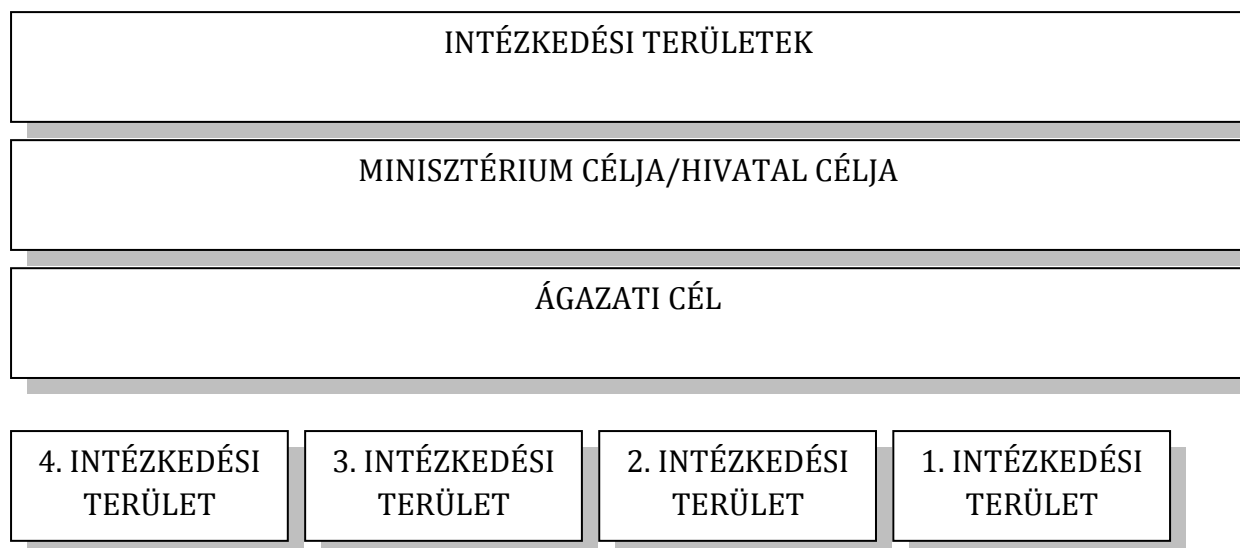 INTÉZKEDÉSI TERÜLETEK
MINISZTÉRIUM CÉLJA/HIVATAL CÉLJA
ÁGAZATI CÉL
4. INTÉZKEDÉSI
TERÜLET
3. INTÉZKEDÉSI
TERÜLET
2. INTÉZKEDÉSI
TERÜLET
1. INTÉZKEDÉSI
TERÜLET